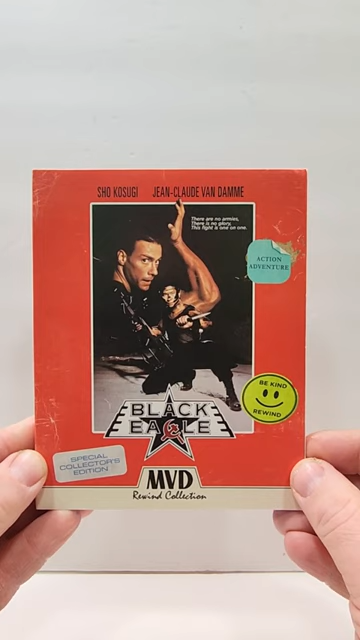 SHO KOSUGI JEAN-CLAUDE VAN DAMME
There are no armies,
There is no glory,
This fight is one on one.
ACTION
ADVENTURE
BE KIND
REWIND
BLACK
EAGLE
SPECIAL
COLLECTOR'S
EDITION
MVD
Rewind Collection